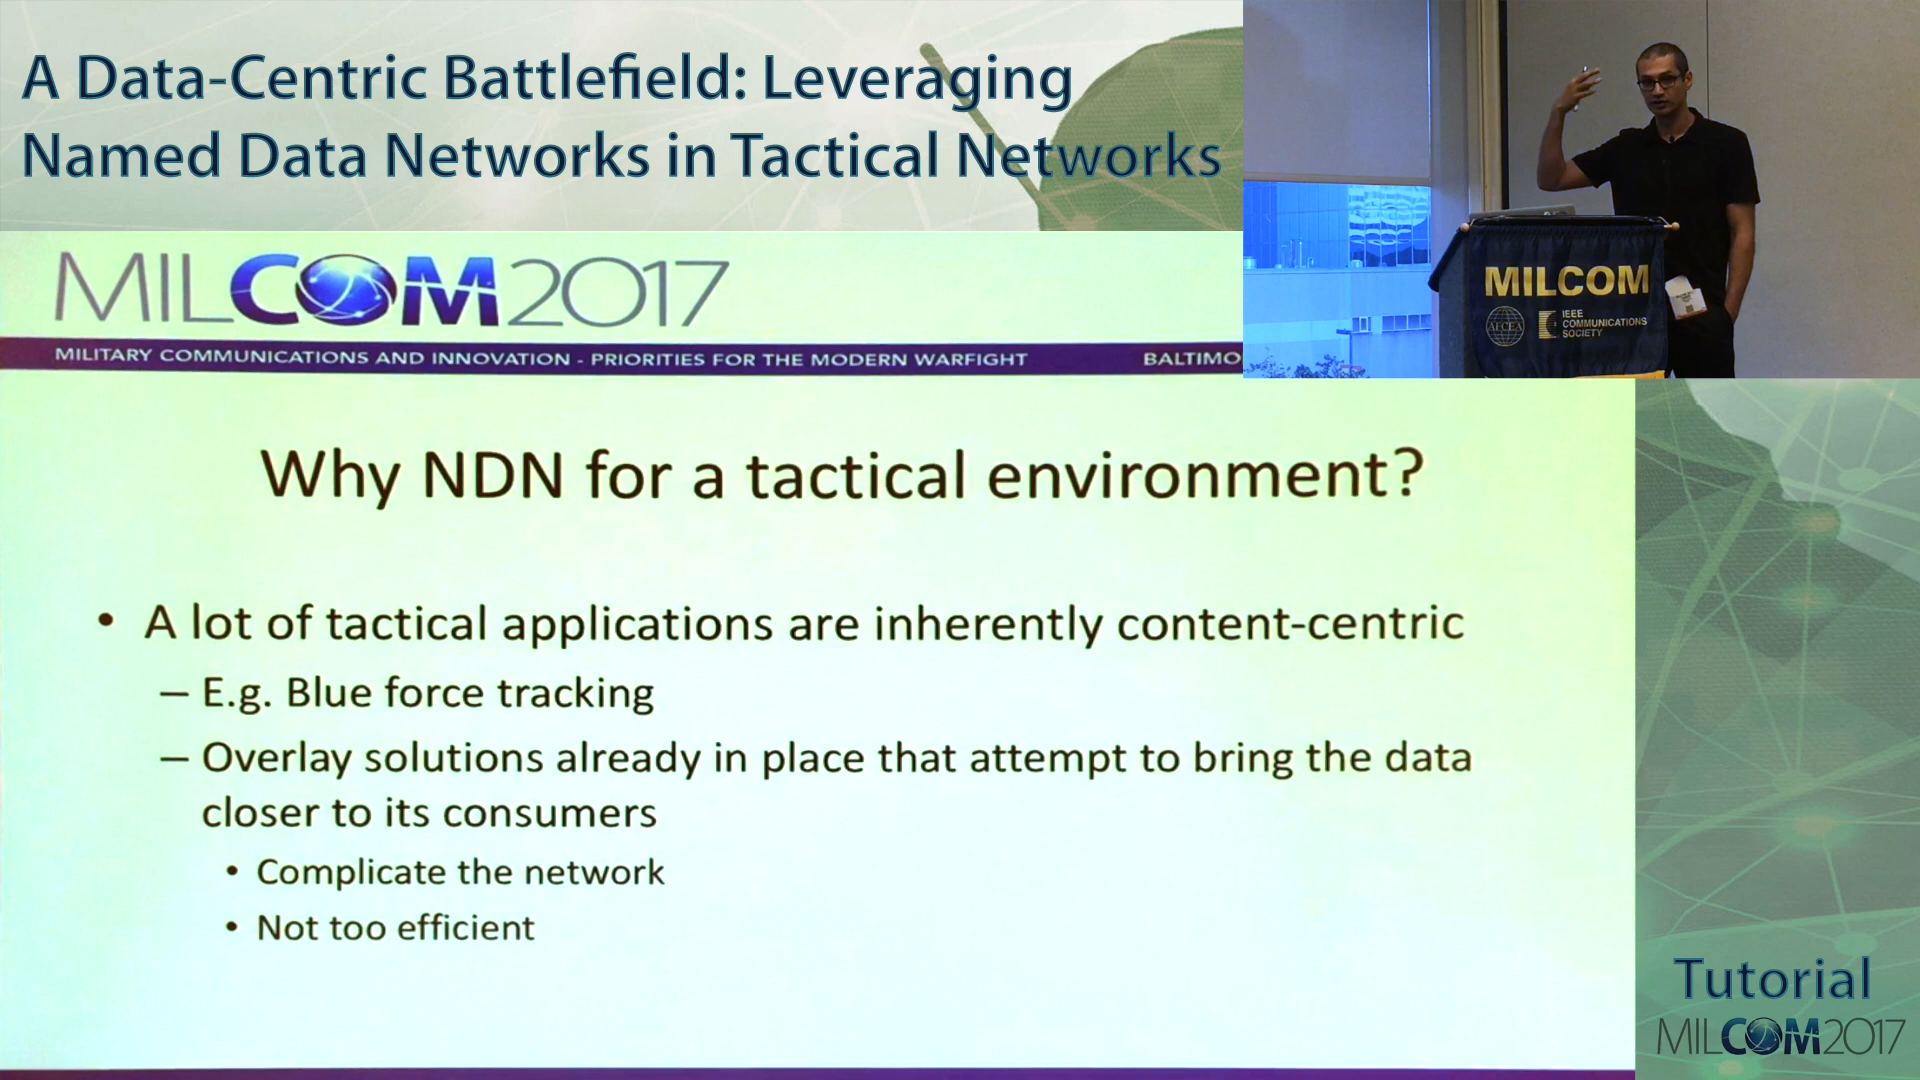 A Data-Centric Battlefield: Leveraging
Named Data Networks in Tactical Networks
MILCOM2017
MILITARY COMMUNICATIONS AND INNOVATION - PRIORITIES FOR THE MODERN WARFIGHT
BALTIMO
MILCOM
AFCEA
IEEE
COMMUNICATIONS
SOCIETY
Why NDN for a tactical environment?
• A lot of tactical applications are inherently content-centric
– E.g. Blue force tracking
– Overlay solutions already in place that attempt to bring the data
closer to its consumers
• Complicate the network
• Not too efficient
Tutorial
MILCOM2017